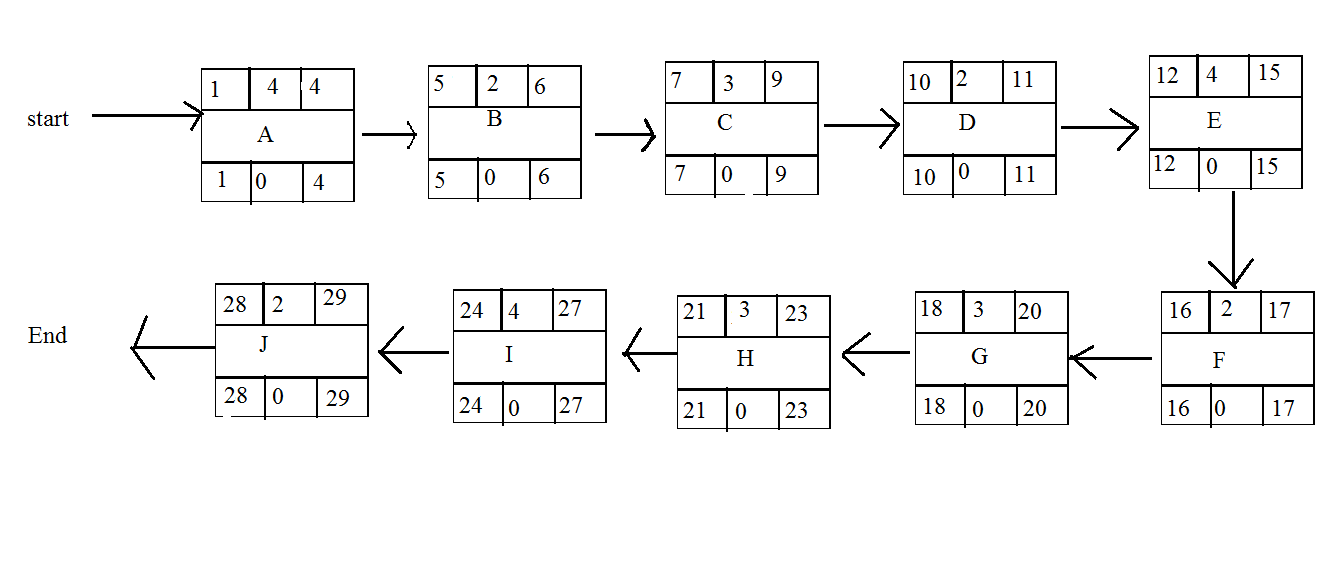 1 4 4
5 2 6
7 3 9
10 2 11
12 4 15
start
A
B
C
D
E
1 0 4
5 0 6
7 0 9
10 0 11
12 0 15
28 2 29
24 4 27
21 3 23
18 3 20
16 2 17
End
J
I
H
G
F
28 0 29
24 0 27
21 0 23
18 0 20
16 0 17